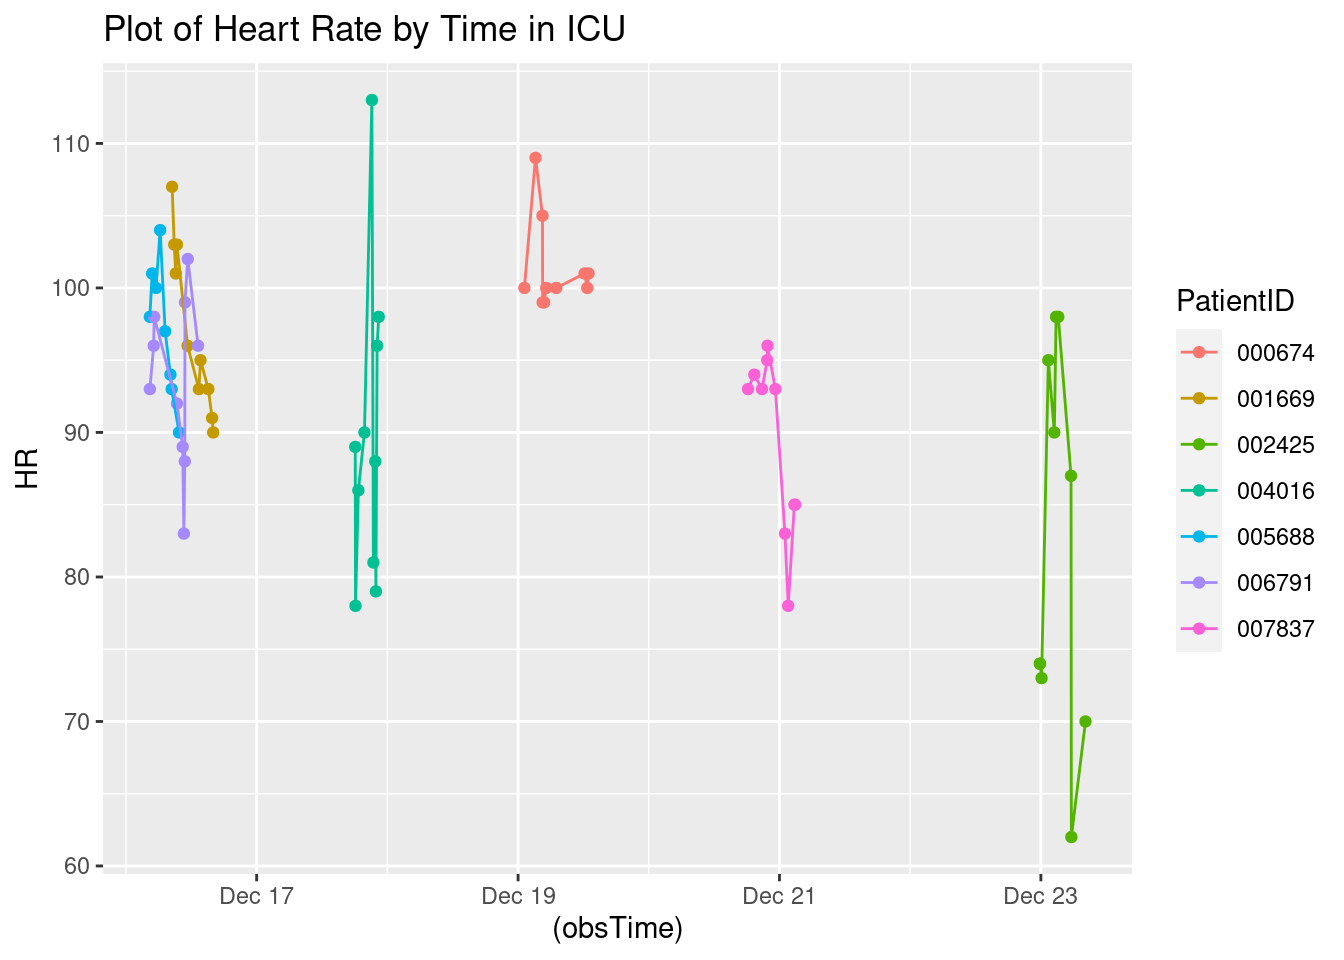 Plot of Heart Rate by Time in ICU
HR
110
100
90
80
70
60
Dec 17 Dec 19 Dec 21 Dec 23
(obsTime)
PatientID
000674
001669
002425
004016
005688
006791
007837